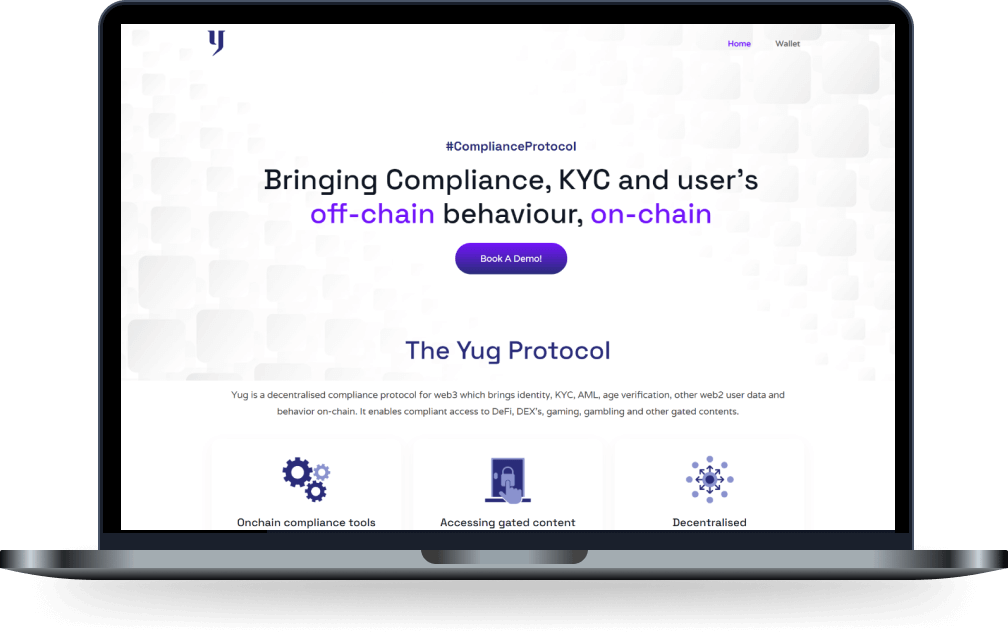 y
Home Wallet
#ComplianceProtocol
Bringing Compliance, KYC and user's
off-chain behaviour, on-chain
Book A Demo!
The Yug Protocol
Yug is a decentralised compliance protocol for web3 which brings identity, KYC, AML, age verification, other web2 user data and
behavior on-chain. It enables compliant access to DeFi, DEX's, gaming, gambling and other gated contents.
Onchain compliance tools
Accessing gated content
Decentralised